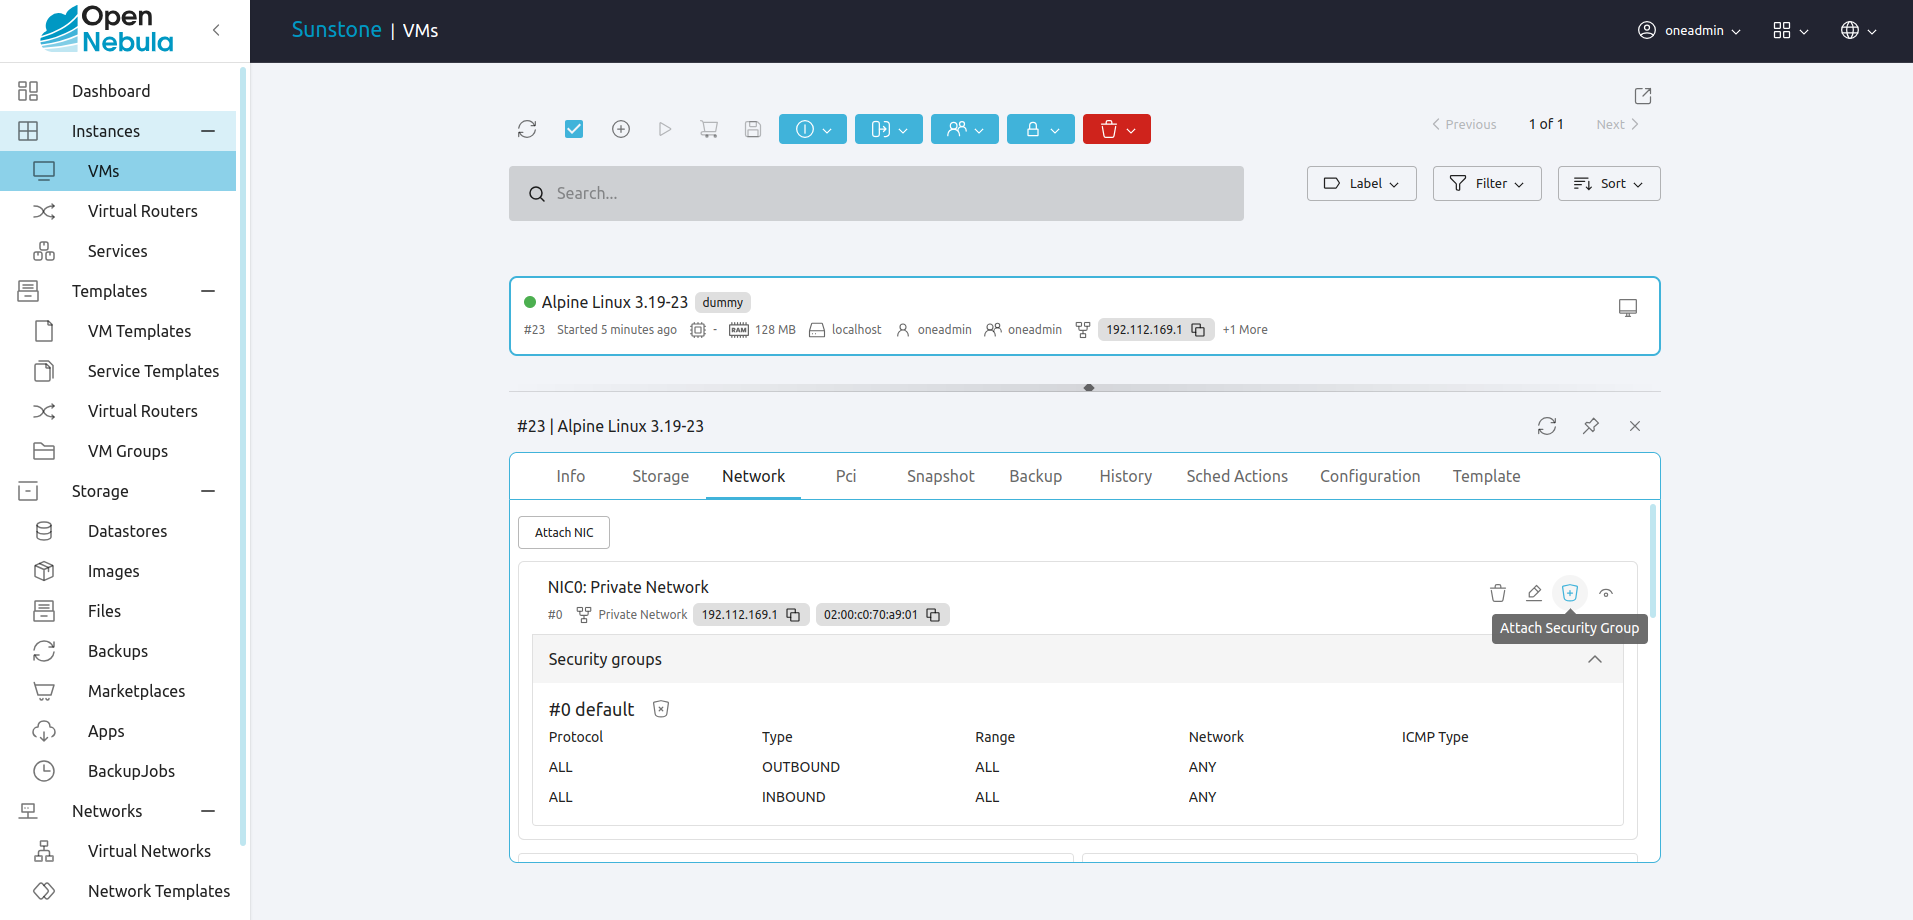 Open
Nebula
Sunstone | VMs
oneadmin
Dashboard
Instances
VMs
Virtual Routers
Services
Templates
VM Templates
Service Templates
Virtual Routers
VM Groups
Storage
Datastores
Images
Files
Backups
Marketplaces
Apps
BackupJobs
Networks
Virtual Networks
Network Templates
Previous 1 of 1 Next
Search...
Label Filter Sort
Alpine Linux 3.19-23 dummy
#23 Started 5 minutes ago - RAM 128 MB localhost oneadmin oneadmin 192.112.169.1 +1 More
#23 | Alpine Linux 3.19-23
Info Storage Network Pci Snapshot Backup History Sched Actions Configuration Template
Attach NIC
NIC0: Private Network
#0 Private Network 192.112.169.1 02:00:c0:70:a9:01
Attach Security Group
Security groups
#0 default
Protocol Type Range Network ICMP Type
ALL OUTBOUND ALL ANY
ALL INBOUND ALL ANY